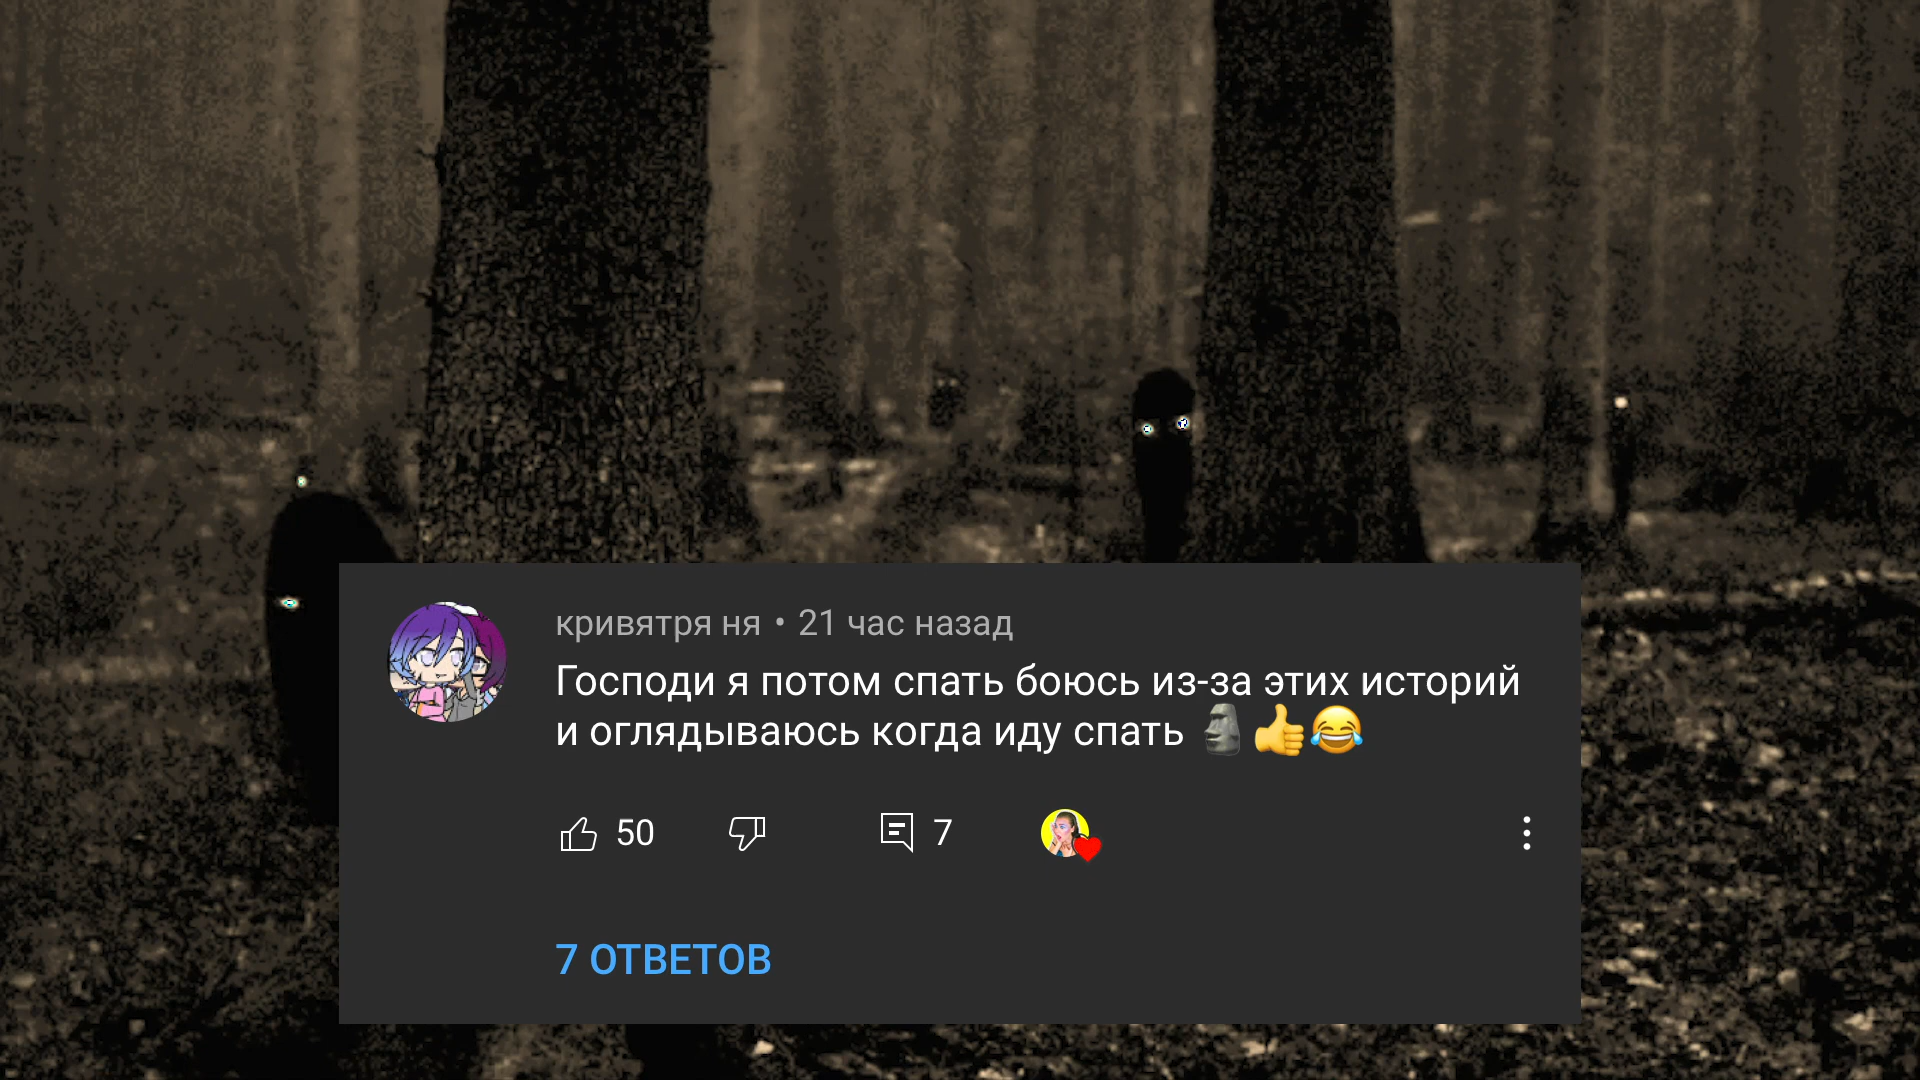 кривятря ня • 21 час назад
Господи я потом спать боюсь из-за этих историй
и оглядываюсь когда иду спать 🗿👍😂
50 7
7 ОТВЕТОВ